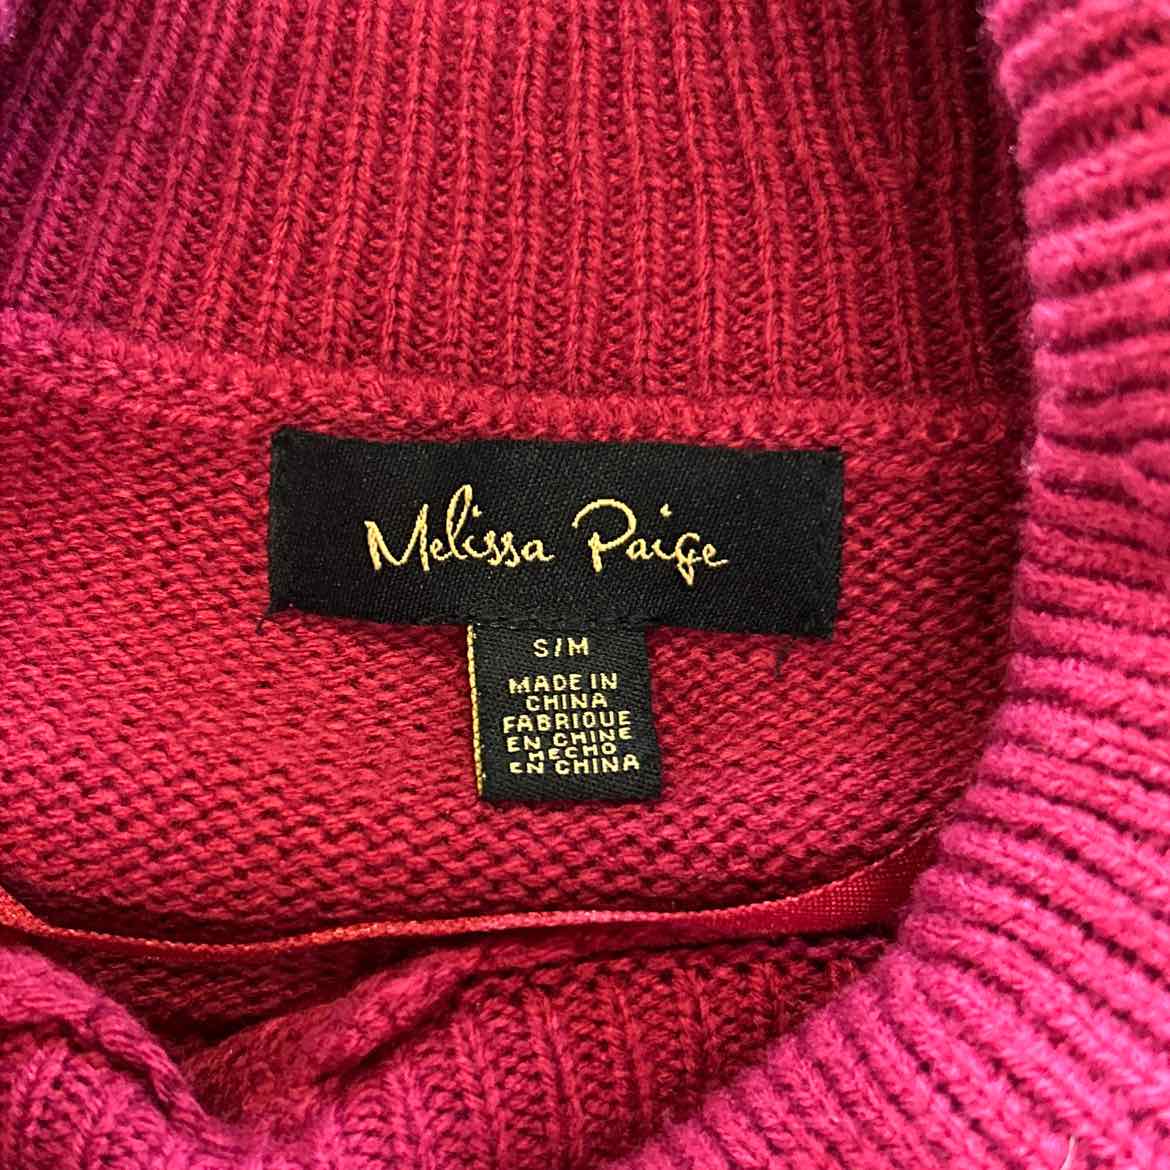 Melissa Paige
S/M
MADE IN
CHINA
FABRIQUE
EN CHINE
HECHO
EN CHINA